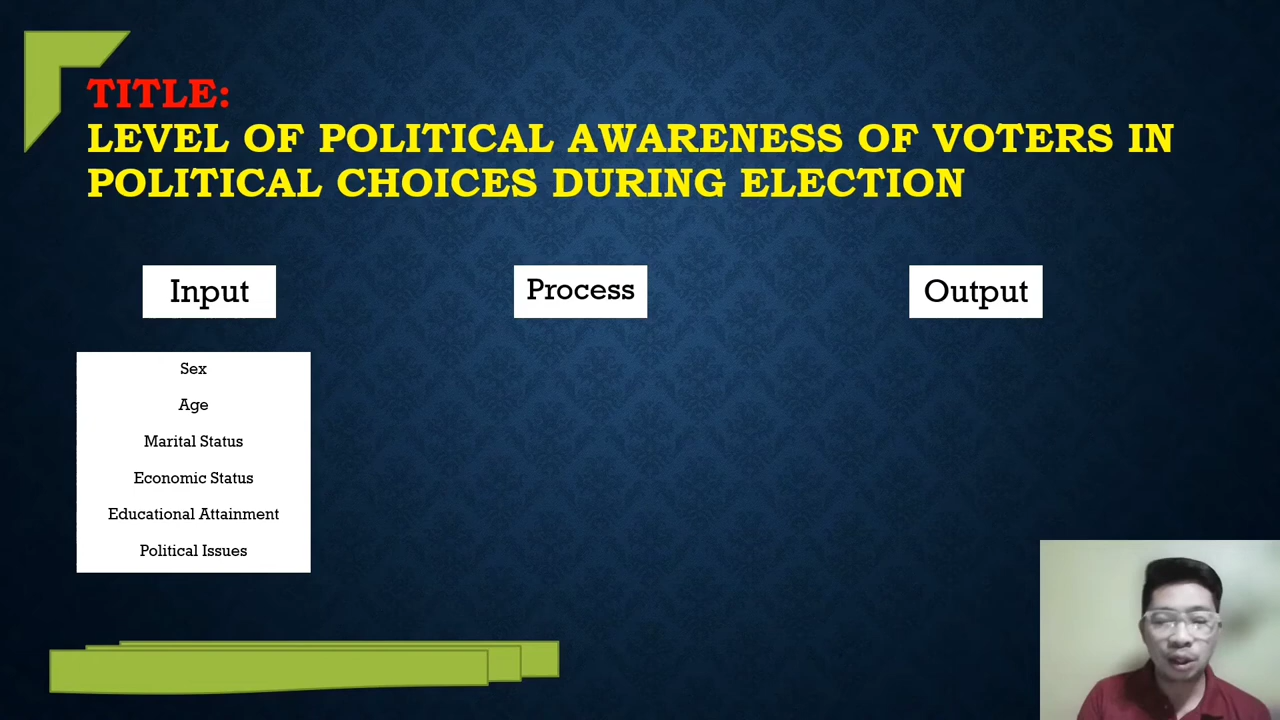 TITLE:
LEVEL OF POLITICAL AWARENESS OF VOTERS IN
POLITICAL CHOICES DURING ELECTION
Input
Process
Output
Sex
Age
Marital Status
Economic Status
Educational Attainment
Political Issues